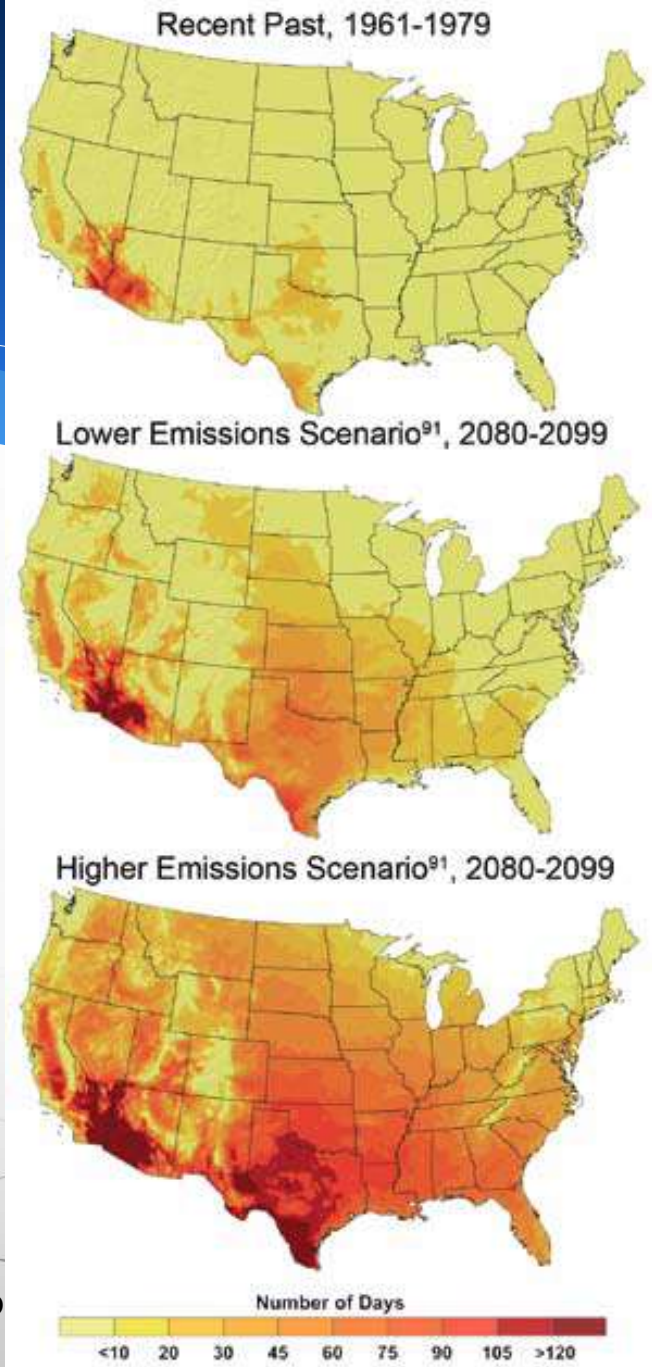 Recent Past, 1961-1979
Lower Emissions Scenario⁹¹, 2080-2099
Higher Emissions Scenario⁹¹, 2080-2099
Number of Days
<10 20 30 45 60 75 90 105 >120